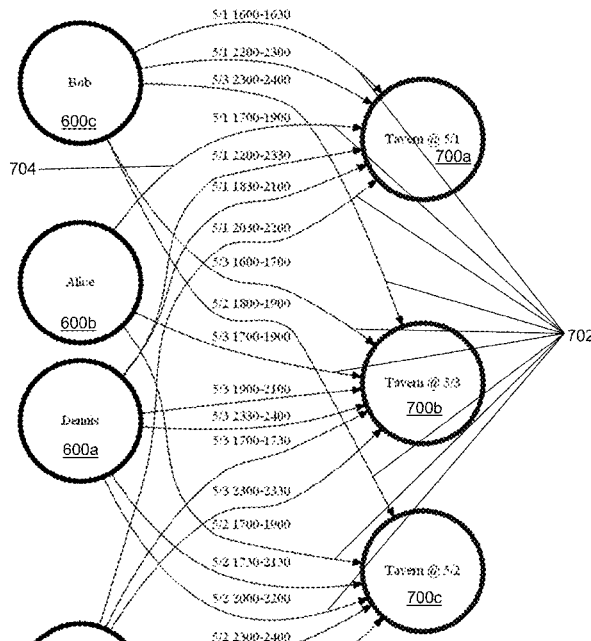 5/1 1600-1630
5/1 2200-2300
5/3 2300-2400
Bob
600c
5/1 1700-1900
Tavern @ 5/1
700a
704
5/1 2200-2330
5/1 1830-2100
5/1 2030-2200
5/3 1600-1700
Alice
600b
5/2 1800-1900
5/3 1700-1900
702
Tavern @ 5/3
700b
5/3 1900-2100
Dennis
600a
5/3 2330-2400
5/3 1700-1730
5/3 2300-2330
5/2 1700-1900
5/2 1730-2130
Tavern @ 5/2
700c
5/2 2000-2200
5/2 2300-2400